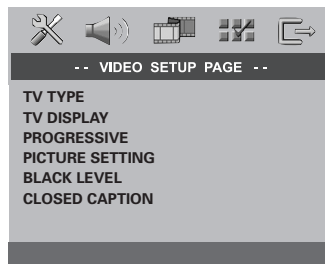 -- VIDEO SETUP PAGE --
TV TYPE
TV DISPLAY
PROGRESSIVE
PICTURE SETTING
BLACK LEVEL
CLOSED CAPTION